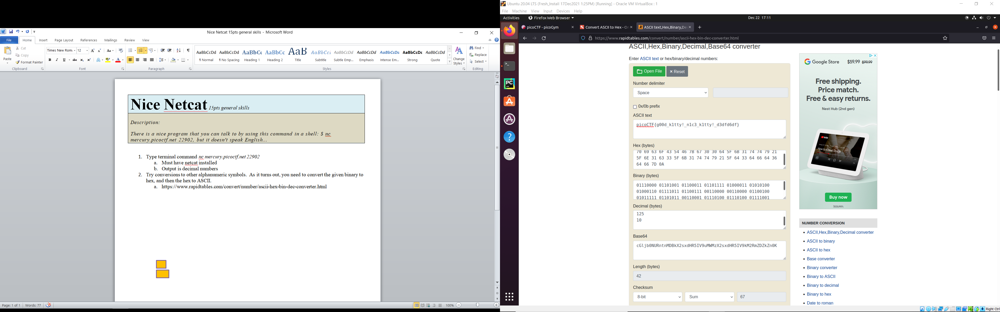 Nice Netcat 15pts general skills - Microsoft Word
File Home Insert Page Layout References Mailings Review View
Paste
Cut
Copy
Format Painter
Clipboard
Times New Rom 12
Font
Paragraph
AaBbCcDd AaBbCcDd AaBbCc AaBbCc AaB AaBbCcI AaBbCcDd AaBbCcDd AaBbCcDc AaBbCcDc AaBbCcDd
¶ Normal ¶ No Spacing Heading 1 Heading 2 Title Subtitle Subtle Emp... Emphasis Intense Em... Strong Quote
Styles
Change
Styles
Find
Replace
Select
Editing
Nice Netcat 15pts general skills
Description:
There is a nice program that you can talk to by using this command in a shell: $ nc
mercury.picoctf.net 22902, but it doesn't speak English...
1. Type terminal command nc mercury.picoctf.net 22902
a. Must have netcat installed
b. Output is decimal numbers
2. Try conversions to other alphanumeric symbols. As it turns out, you need to convert the given binary to
hex, and then the hex to ASCII.
a. https://www.rapidtables.com/convert/number/ascii-hex-bin-dec-converter.html
Page: 1 of 1 Words: 77
100%
Ubuntu 20.04 LTS (Fresh_Install 17Dec2021 1:25PM) [Running] - Oracle VM VirtualBox : 1
File Machine View Input Devices Help
Activities Firefox Web Browser Dec 22 17:11
picoCTF - picoGym
Convert ASCII to Hex - On
ASCII text,Hex,Binary,De
https://www.rapidtables.com/convert/number/ascii-hex-bin-dec-converter.html
ASCII,Hex,Binary,Decimal,Base64 converter
Enter ASCII text or hex/binary/decimal numbers:
Open File × Reset
Number delimiter
Space
0x/0b prefix
ASCII text
picoCTF{g00d_k1tty!_n1c3_k1tty!_d3dfd6df}
Hex (bytes)
70 69 63 6F 43 54 46 7B 67 30 30 64 5F 6B 31 74 74 79 21
5F 6E 31 63 33 5F 6B 31 74 74 79 21 5F 64 33 64 66 64 36
64 66 7D 0A
Binary (bytes)
01110000 01101001 01100011 01101111 01000011 01010100
01000110 01111011 01100111 00110000 00110000 01100100
01011111 01101011 00110001 01110100 01110100 01111001
Decimal (bytes)
125
10
Base64
cGljb0NURntnMDBkX2sxdHR5IV9uMWMzX2sxdHR5IV9kM2RmZDZkZn0K
Length (bytes)
42
Checksum
8-bit Sum 67
Google Store $59.99 $99.99
Free shipping.
Price match.
Free & easy returns.
Nest Hub (2nd gen)
YouTube
How to Knead Dough
Buy now
Terms apply.
NUMBER CONVERSION
ASCII,Hex,Binary,Decimal converter
ASCII to binary
ASCII to hex
Base converter
Binary converter
Binary to ASCII
Binary to decimal
Binary to hex
Date to roman
Right Ctrl